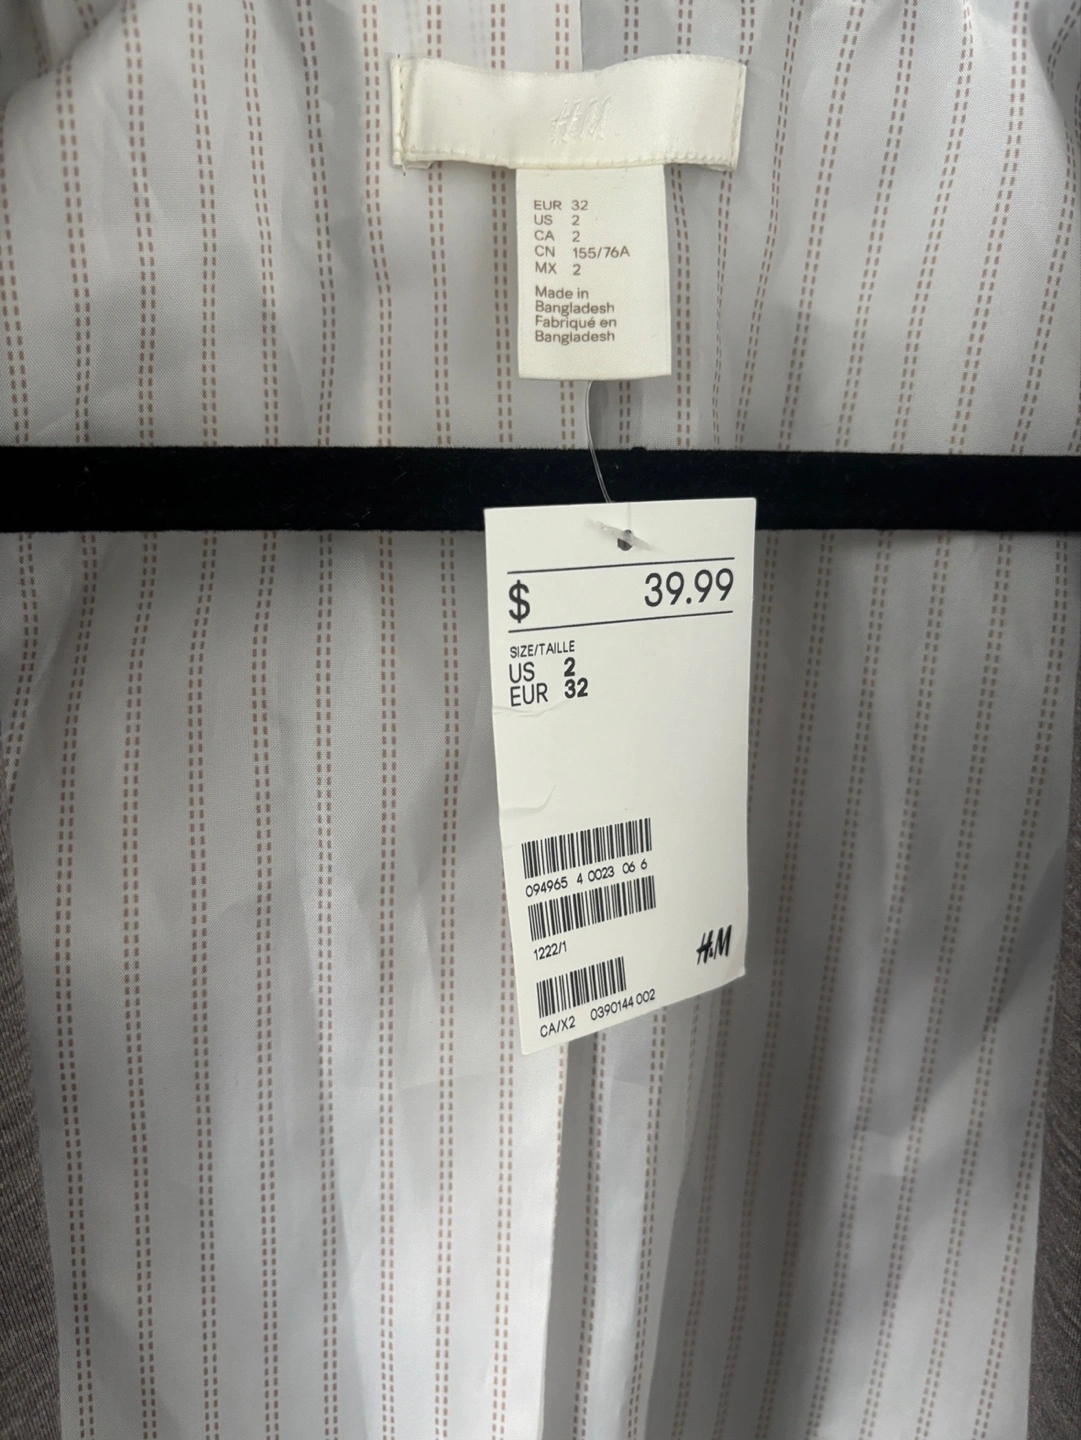 H&M
EUR 32
US 2
CA 2
CN 155/76A
MX 2
Made in
Bangladesh
Fabriqué en
Bangladesh
$ 39.99
SIZE/TAILLE
US 2
EUR 32
094965 4 0023 06 6
1222/1
H&M
CA/X2 0390144 002